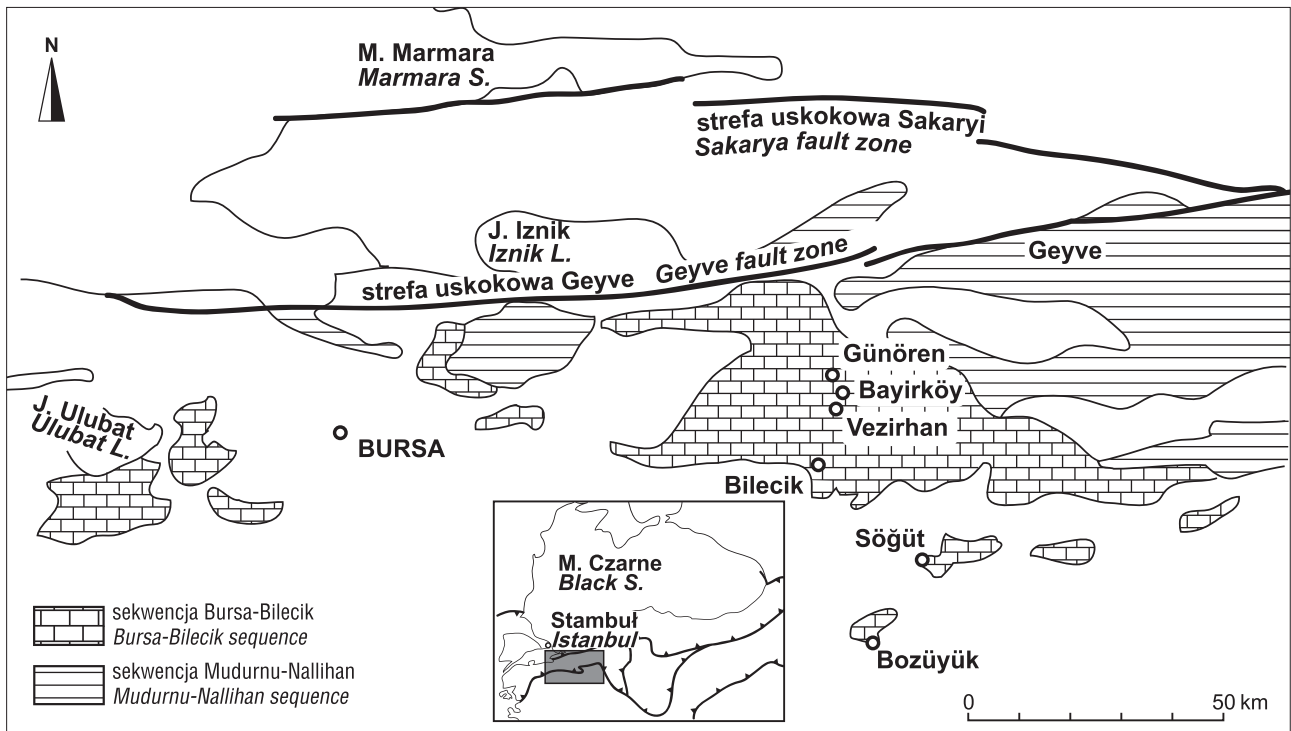 N
M. Marmara
Marmara S.
strefa uskokowa Sakaryi
Sakarya fault zone
J. Iznik
Iznik L.
strefa uskokowa Geyve
Geyve fault zone
Geyve
Günören
Bayirköy
Vezirhan
J. Ulubat
Ulubat L.
BURSA
Bilecik
Söğüt
M. Czarne
Black S.
Stambuł
Istanbuł
Bozüyük
sekwencja Bursa-Bilecik
Bursa-Bilecik sequence
sekwencja Mudurnu-Nallihan
Mudurnu-Nallihan sequence
0 50 km